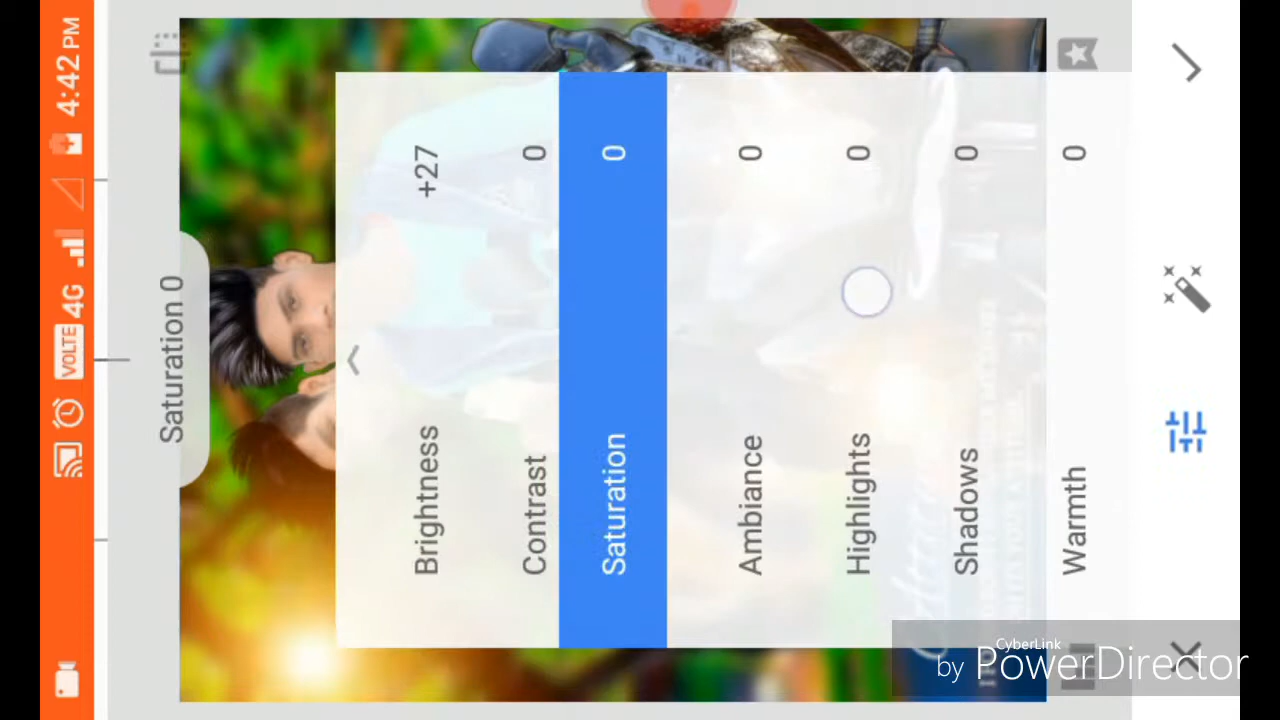 VOLTE 4G 4:42 PM
Saturation 0
Brightness +27
Contrast 0
Saturation 0
Ambiance 0
Highlights 0
Shadows 0
Warmth 0
CyberLink
by PowerDirector